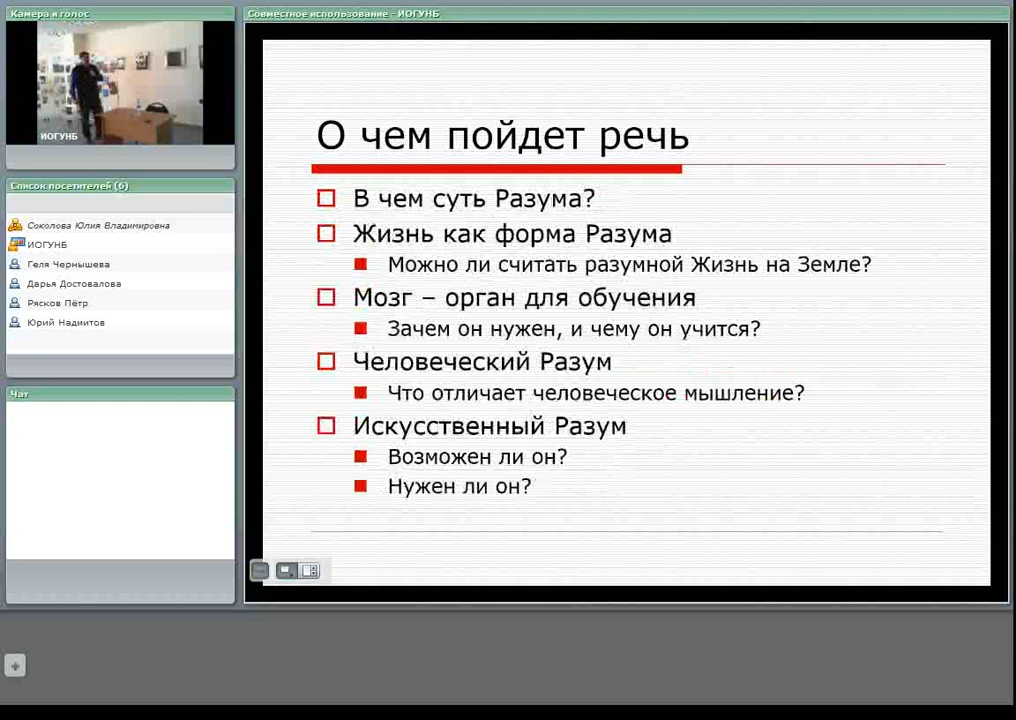 Камера и голос
ИОГУНБ
Список посетителей (6)
Соколова Юлия Владимировна
ИОГУНБ
Геля Чернышева
Дарья Достовалова
Рясков Пётр
Юрий Надмитов
Чат
Совместное использование - ИОГУНБ
О чем пойдет речь
В чем суть Разума?
Жизнь как форма Разума
Можно ли считать разумной Жизнь на Земле?
Мозг – орган для обучения
Зачем он нужен, и чему он учится?
Человеческий Разум
Что отличает человеческое мышление?
Искусственный Разум
Возможен ли он?
Нужен ли он?